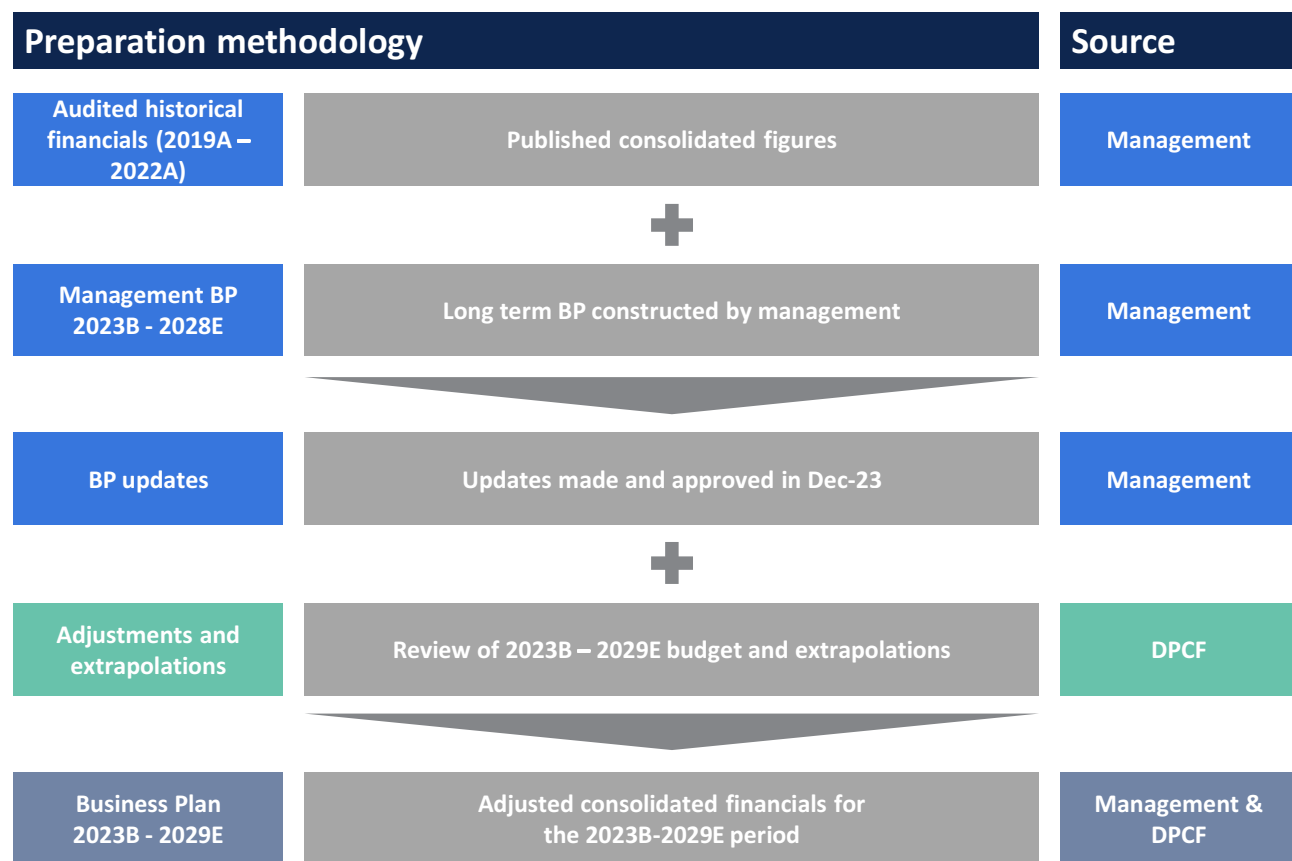 Preparation methodology
Source
Audited historical
financials (2019A –
2022A)
Published consolidated figures
Management
Management BP
2023B - 2028E
Long term BP constructed by management
Management
BP updates
Updates made and approved in Dec-23
Management
Adjustments and
extrapolations
Review of 2023B – 2029E budget and extrapolations
DPCF
Business Plan
2023B - 2029E
Adjusted consolidated financials for
the 2023B-2029E period
Management &
DPCF